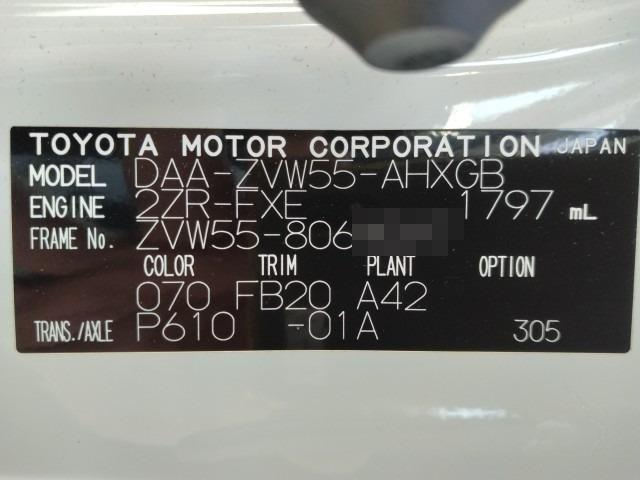 TOYOTA MOTOR CORPORATION JAPAN
MODEL DAA-ZVW55-AHXGB
ENGINE 2ZR-FXE 1797 mL
FRAME No. ZVW55-806
COLOR TRIM PLANT OPTION
070 FB20 A42
TRANS./AXLE P610 -01A 305